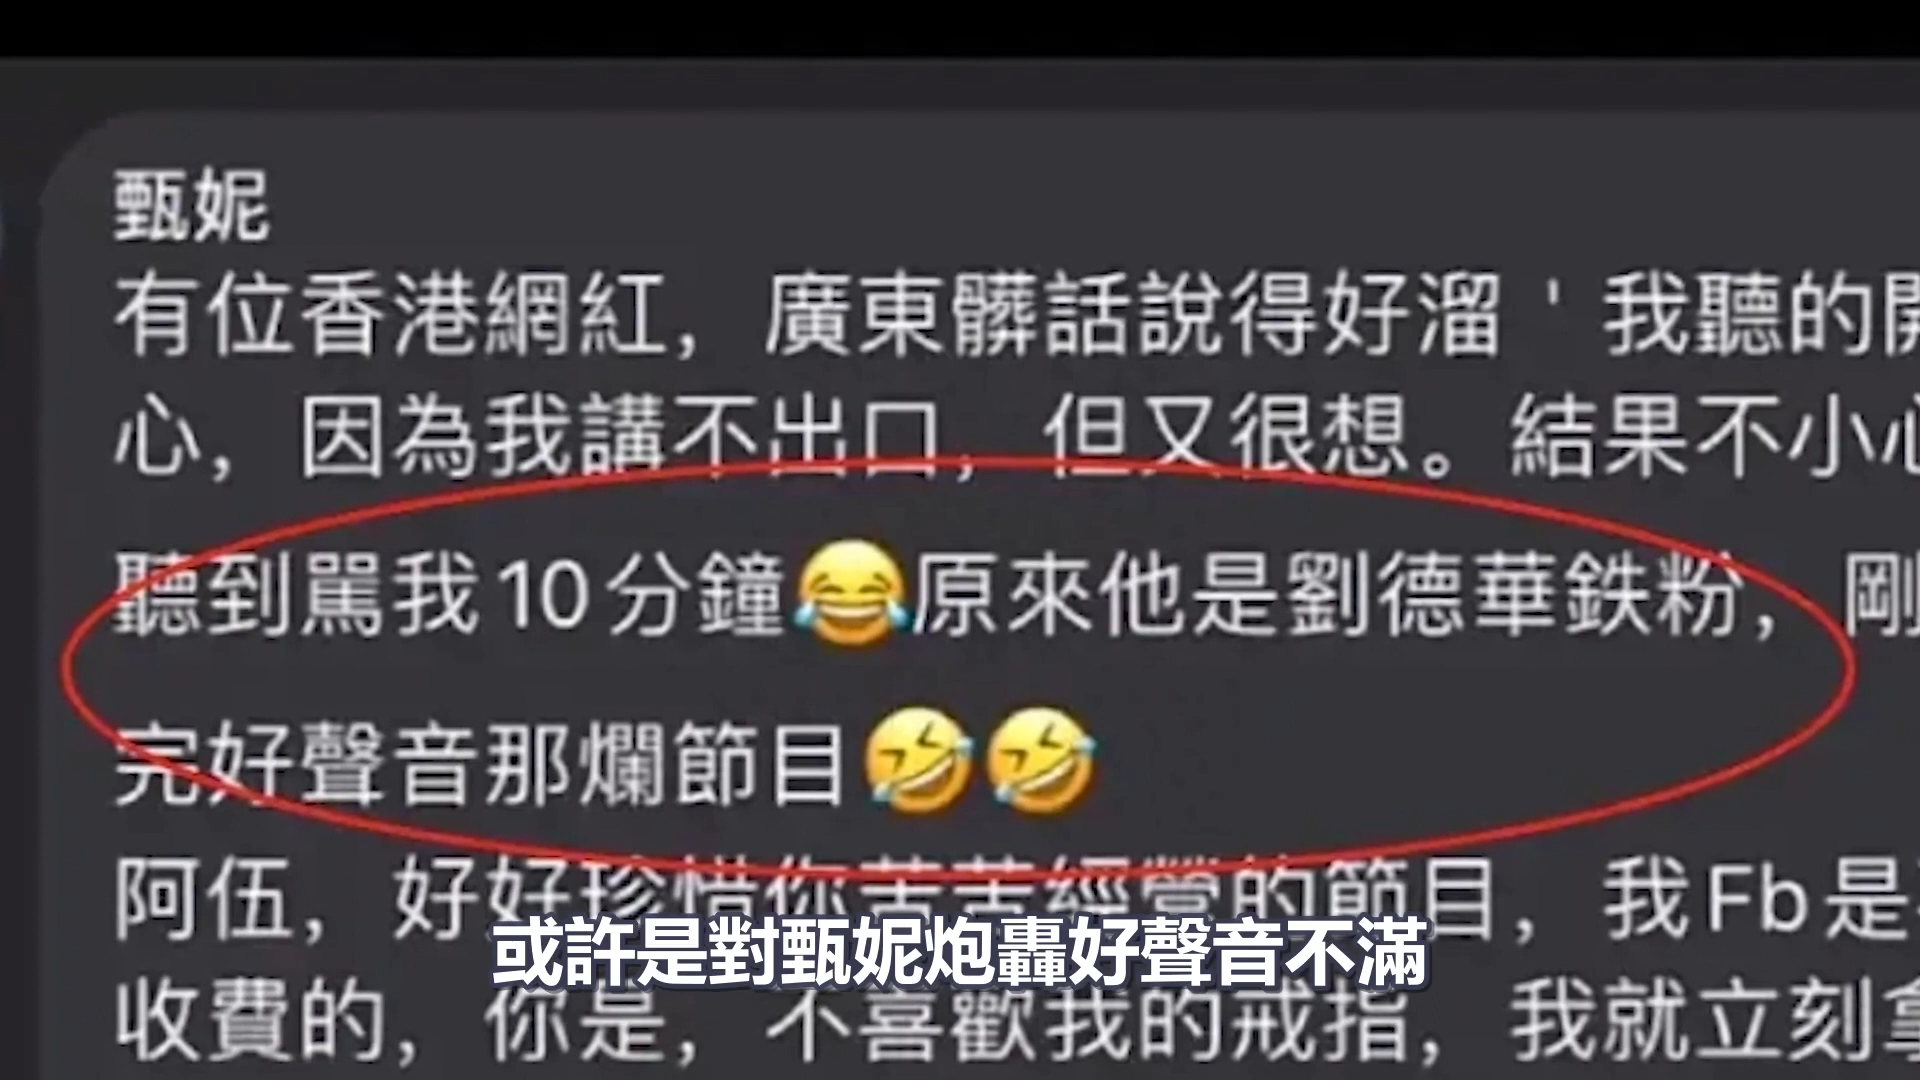 甄妮
有位香港網紅，廣東髒話說得好溜＇我聽的開
心，因為我講不出口，但又很想。結果不小心
聽到駡我10分鐘😂原來他是劉德華鉄粉，剛
完好聲音那爛節目🤣🤣
阿伍，好好珍惜你苦苦經營的節目，我Fb是
收費的，你是，不喜歡我的戒指，我就立刻拿
或許是對甄妮炮轟好聲音不滿